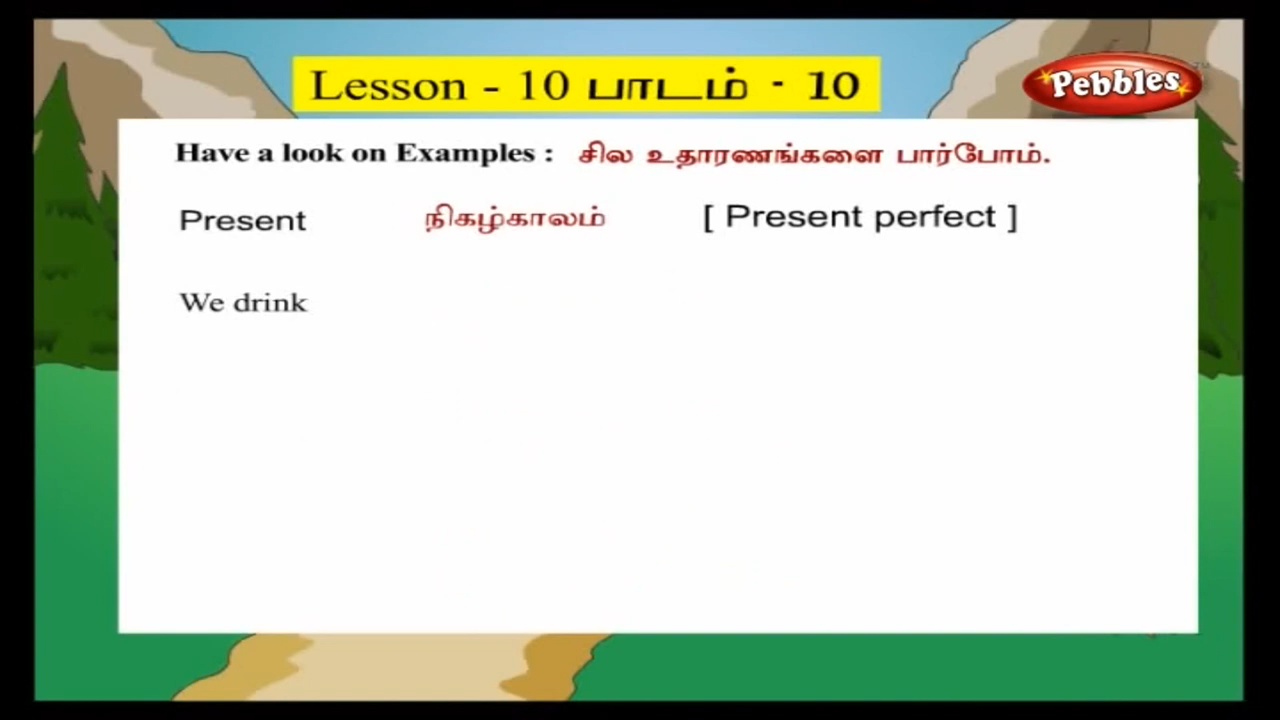 Lesson - 10 பாடம் - 10
Pebbles
Have a look on Examples : சில உதாரணங்களை பார்போம்.
Present நிகழ்காலம் [ Present perfect ]
We drink